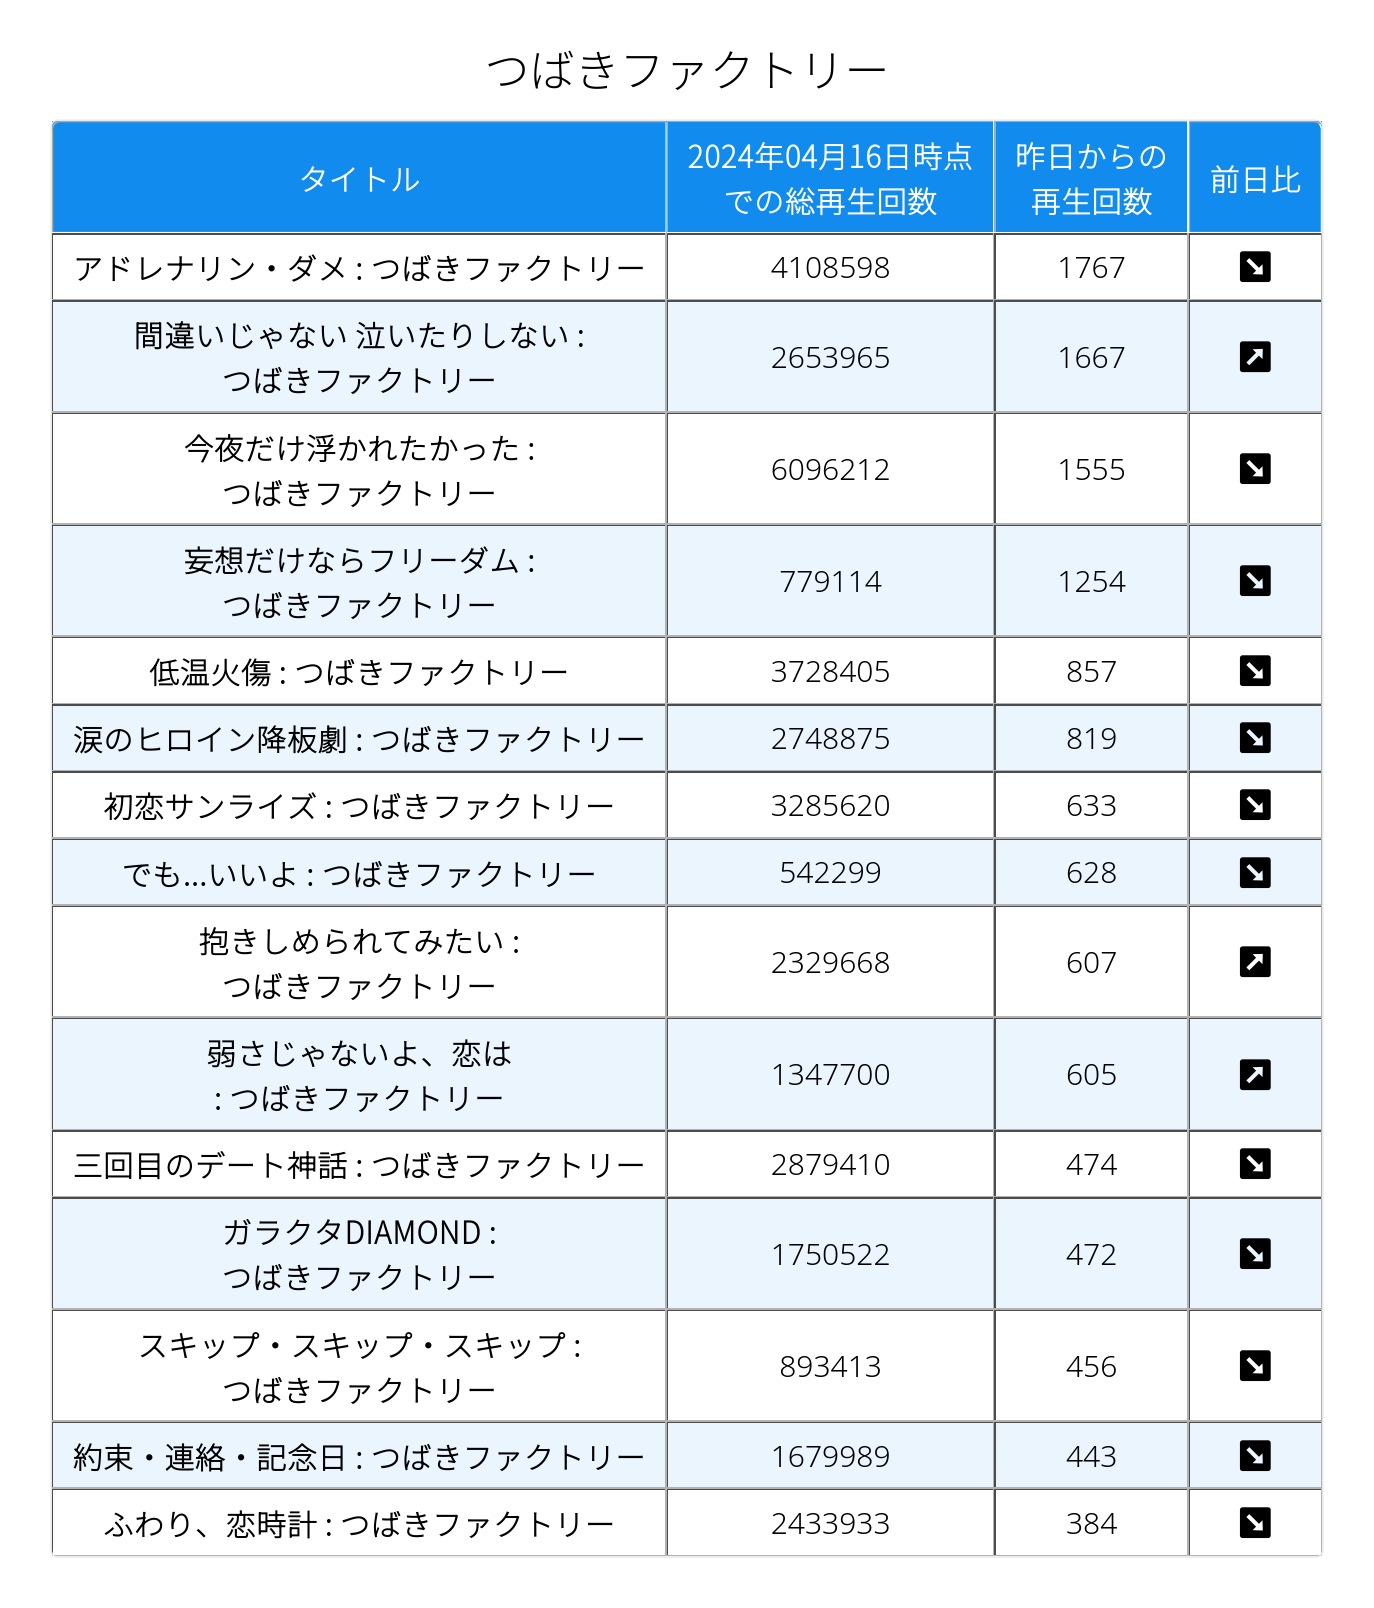 つばきファクトリー
タイトル
2024年04月16日時点
での総再生回数
昨日からの
再生回数
前日比
アドレナリン・ダメ : つばきファクトリー
4108598
1767
間違いじゃない 泣いたりしない :
つばきファクトリー
2653965
1667
今夜だけ浮かれたかった :
つばきファクトリー
6096212
1555
妄想だけならフリーダム :
つばきファクトリー
779114
1254
低温火傷 : つばきファクトリー
3728405
857
涙のヒロイン降板劇 : つばきファクトリー
2748875
819
初恋サンライズ : つばきファクトリー
3285620
633
でも...いいよ : つばきファクトリー
542299
628
抱きしめられてみたい :
つばきファクトリー
2329668
607
弱さじゃないよ、恋は
: つばきファクトリー
1347700
605
三回目のデート神話 : つばきファクトリー
2879410
474
ガラクタDIAMOND :
つばきファクトリー
1750522
472
スキップ・スキップ・スキップ :
つばきファクトリー
893413
456
約束・連絡・記念日 : つばきファクトリー
1679989
443
ふわり、恋時計 : つばきファクトリー
2433933
384